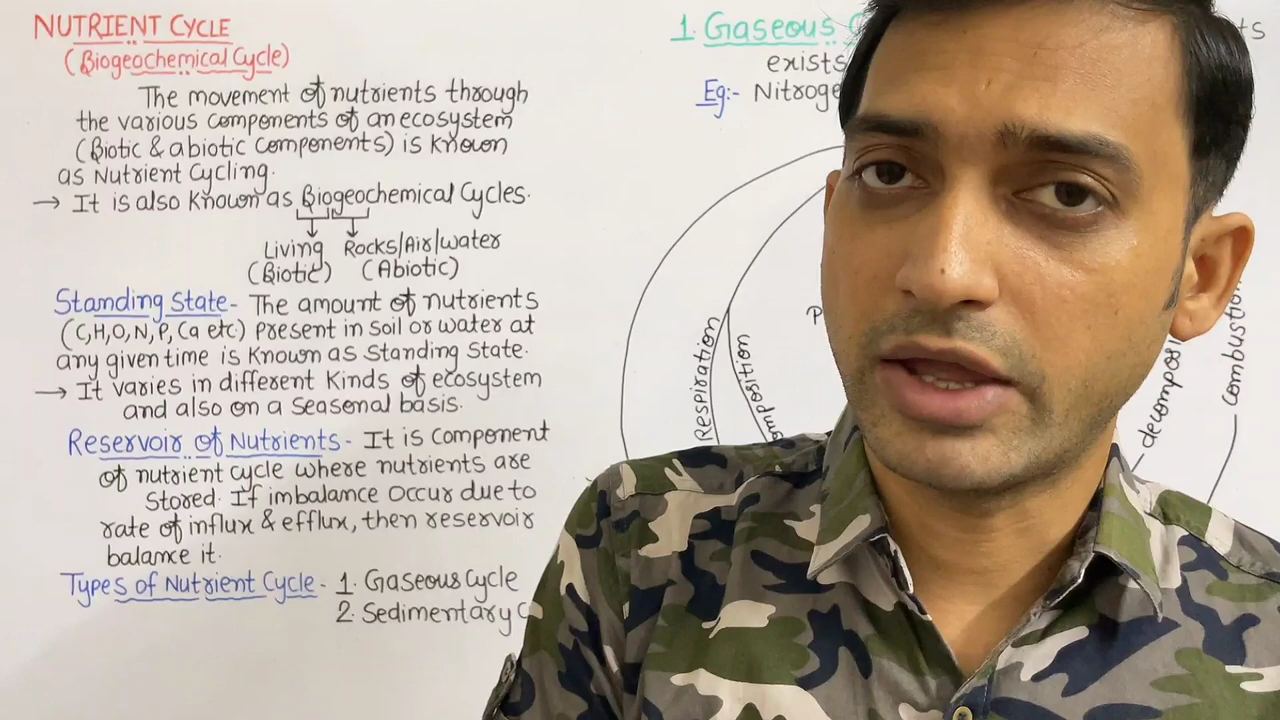 NUTRIENT CYCLE
(Biogeochemical Cycle)
The movement of nutrients through
the various components of an ecosystem
(Biotic & abiotic components) is known
as Nutrient Cycling.
→ It is also known as Biogeochemical Cycles.
Living Rocks/Air/water
(Biotic) (Abiotic)
Standing State- The amount of nutrients
(C,H,O,N,P,Ca etc) present in soil or water at
any given time is known as Standing State.
→ It varies in different kinds of ecosystem
and also on a seasonal basis.
Reservoir of Nutrients- It is component
of nutrient cycle where nutrients are
stored. If imbalance occur due to
rate of influx & efflux, then reservoir
balance it.
Types of Nutrient Cycle- 1. Gaseous Cycle
2. Sedimentary C
1. Gaseous
exists
Eg:- Nitroge
Respiration
mposition
decomposi
combustion